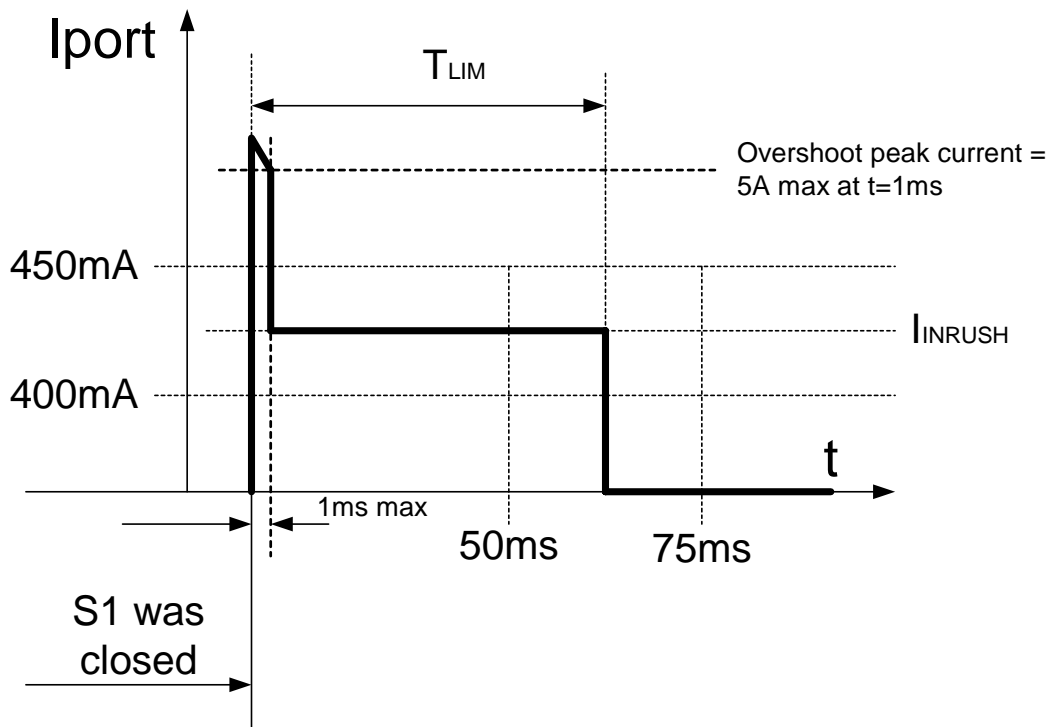 Iport
TLIM
Overshoot peak current =
5A max at t=1ms
450mA
IINRUSH
400mA
t
1ms max
50ms
75ms
S1 was
closed